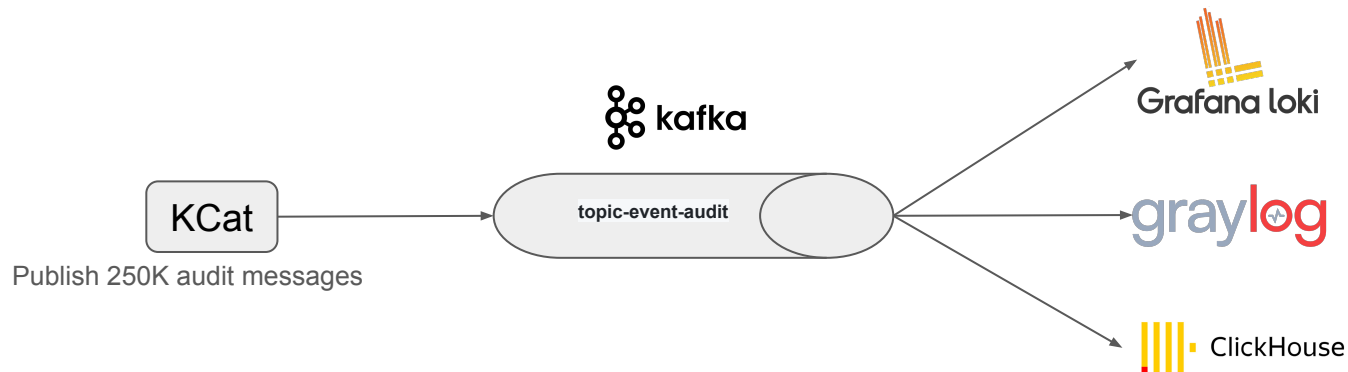 KCat
Publish 250K audit messages
kafka
topic-event-audit
Grafana loki
graylog
ClickHouse